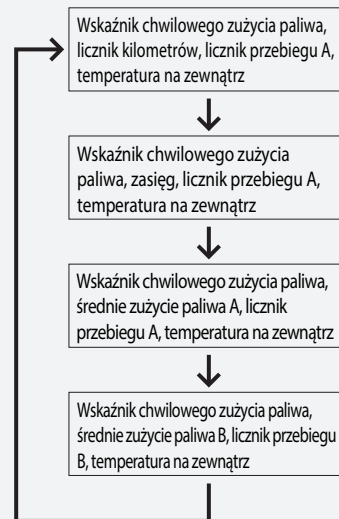 Wskaźnik chwilowego zużycia paliwa,
licznik kilometrów, licznik przebiegu A,
temperatura na zewnątrz
Wskaźnik chwilowego zużycia
paliwa, zasięg, licznik przebiegu A,
temperatura na zewnątrz
Wskaźnik chwilowego zużycia paliwa,
średnie zużycie paliwa A, licznik
przebiegu A, temperatura na zewnątrz
Wskaźnik chwilowego zużycia paliwa,
średnie zużycie paliwa B, licznik przebiegu
B, temperatura na zewnątrz